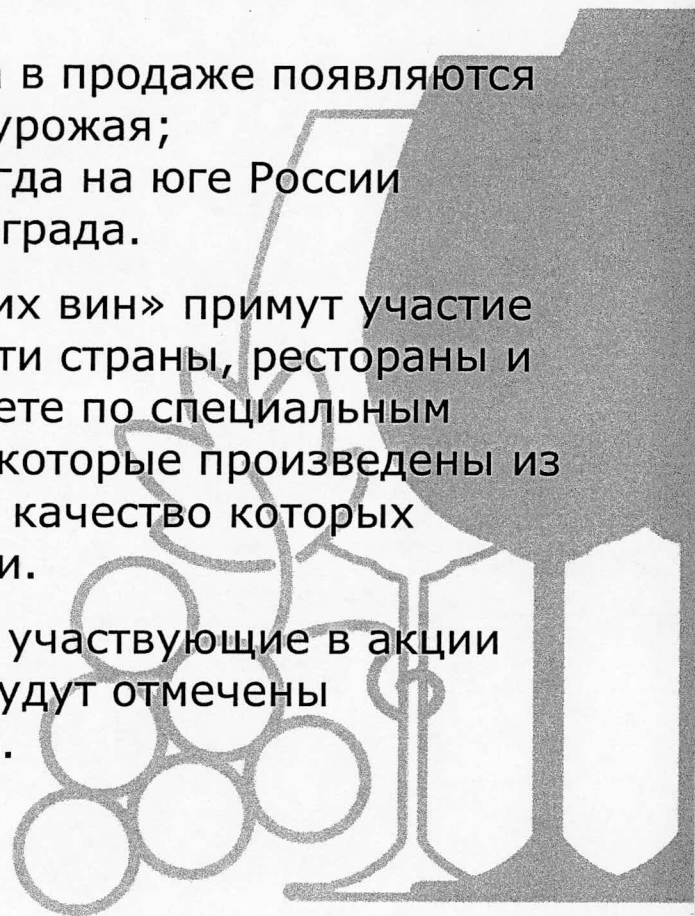 в продаже появляются
урожая;
на юге России
града.
их вин» примут участие
ти страны, рестораны и
ете по специальным
которые произведены из
качество которых
и.
участвующие в акции
удут отмечены
.